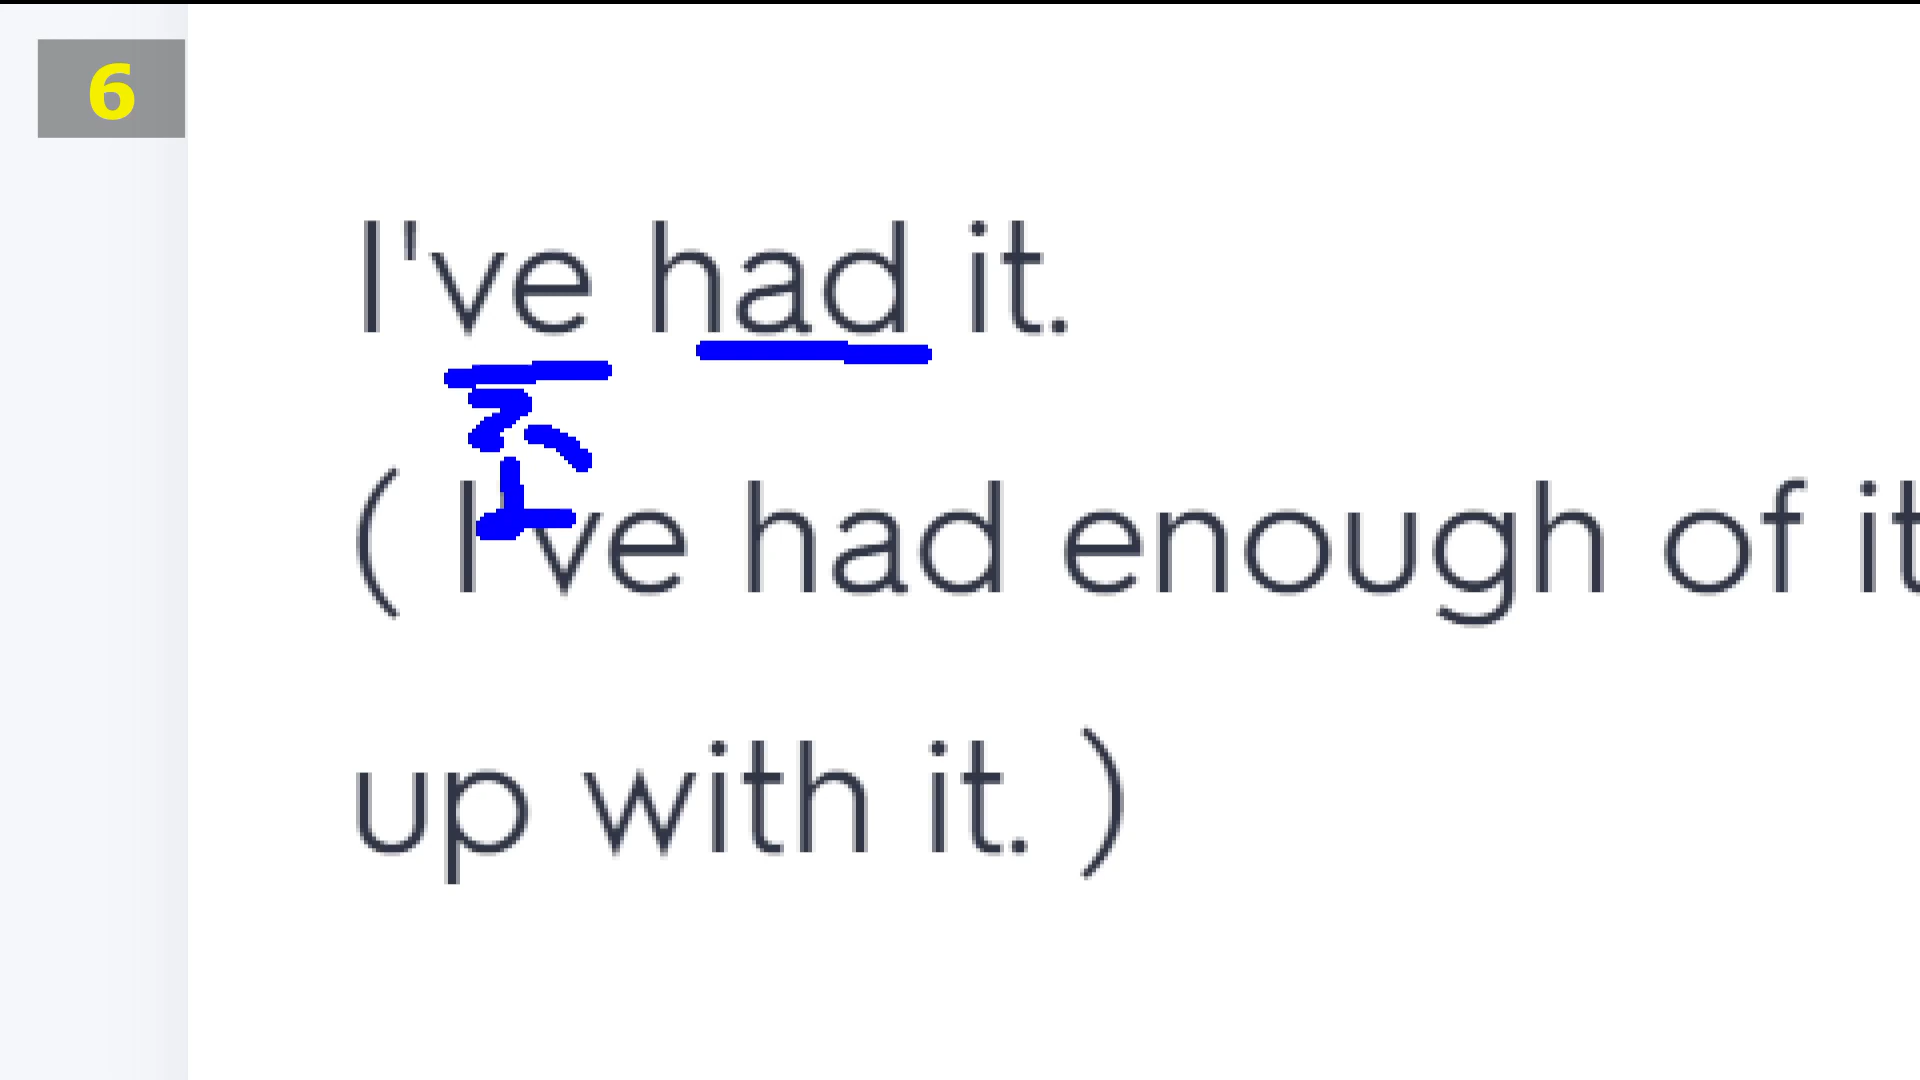 6
I've had it.
( I've had enough of it
up with it. )